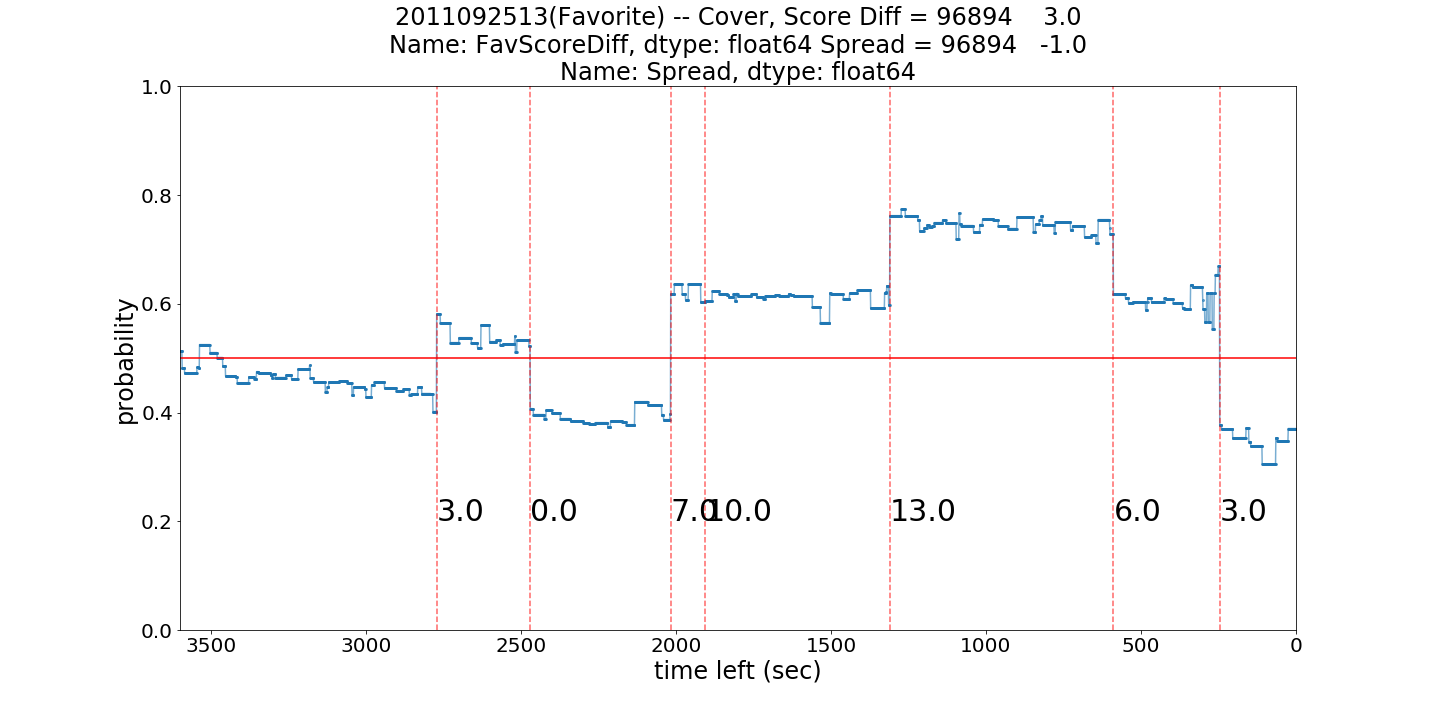 2011092513(Favorite) -- Cover, Score Diff = 96894    3.0
Name: FavScoreDiff, dtype: float64 Spread = 96894   -1.0
Name: Spread, dtype: float64
1.0
0.8
0.6
0.4
0.2
0.0
probability
3.0
0.0
7.0
10.0
13.0
6.0
3.0
3500 3000 2500 2000 1500 1000 500 0
time left (sec)